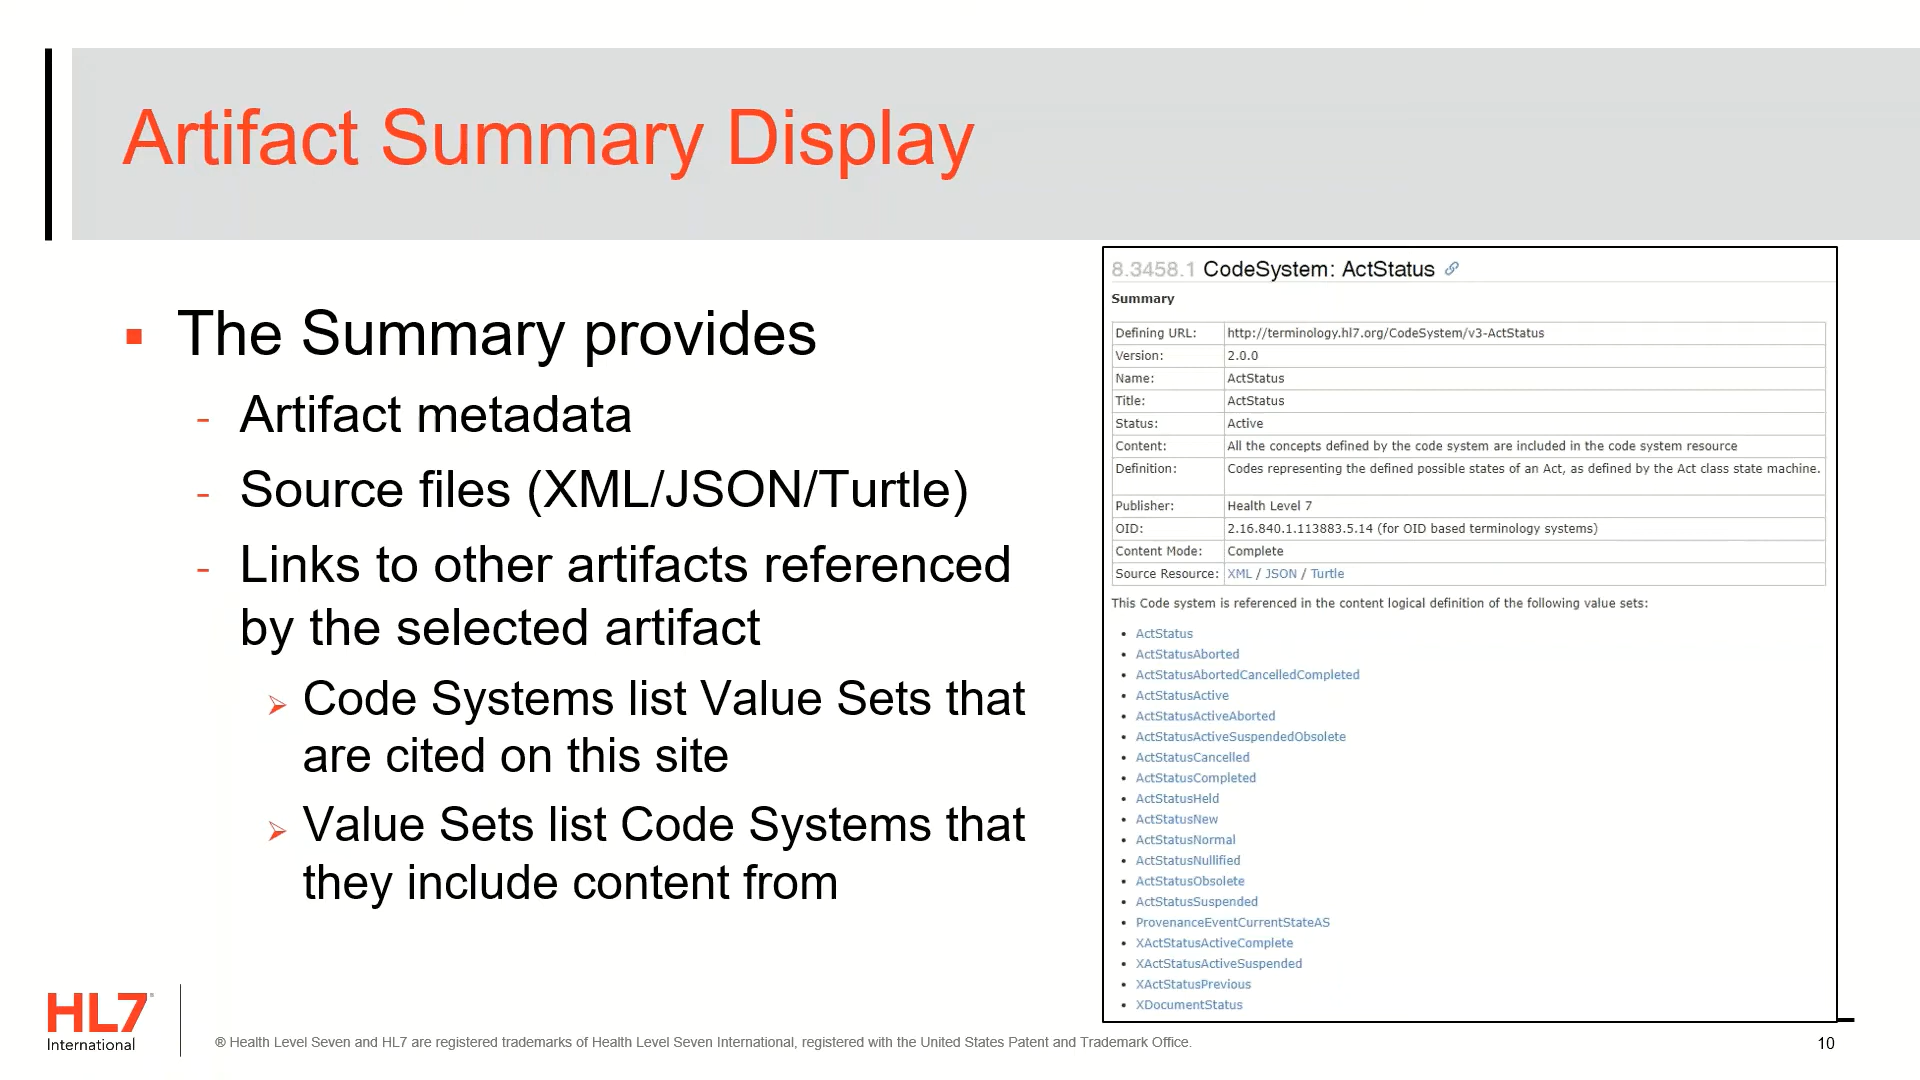 Artifact Summary Display
▪ The Summary provides
- Artifact metadata
- Source files (XML/JSON/Turtle)
- Links to other artifacts referenced
by the selected artifact
➢ Code Systems list Value Sets that
are cited on this site
➢ Value Sets list Code Systems that
they include content from
8.3458.1 CodeSystem: ActStatus
Summary
Defining URL: http://terminology.hl7.org/CodeSystem/v3-ActStatus
Version: 2.0.0
Name: ActStatus
Title: ActStatus
Status: Active
Content: All the concepts defined by the code system are included in the code system resource
Definition: Codes representing the defined possible states of an Act, as defined by the Act class state machine.
Publisher: Health Level 7
OID: 2.16.840.1.113883.5.14 (for OID based terminology systems)
Content Mode: Complete
Source Resource: XML / JSON / Turtle
This Code system is referenced in the content logical definition of the following value sets:
• ActStatus
• ActStatusAborted
• ActStatusAbortedCancelledCompleted
• ActStatusActive
• ActStatusActiveAborted
• ActStatusActiveSuspendedObsolete
• ActStatusCancelled
• ActStatusCompleted
• ActStatusHeld
• ActStatusNew
• ActStatusNormal
• ActStatusNullified
• ActStatusObsolete
• ActStatusSuspended
• ProvenanceEventCurrentStateAS
• XActStatusActiveComplete
• XActStatusActiveSuspended
• XActStatusPrevious
• XDocumentStatus
HL7®
International
® Health Level Seven and HL7 are registered trademarks of Health Level Seven International, registered with the United States Patent and Trademark Office.
10